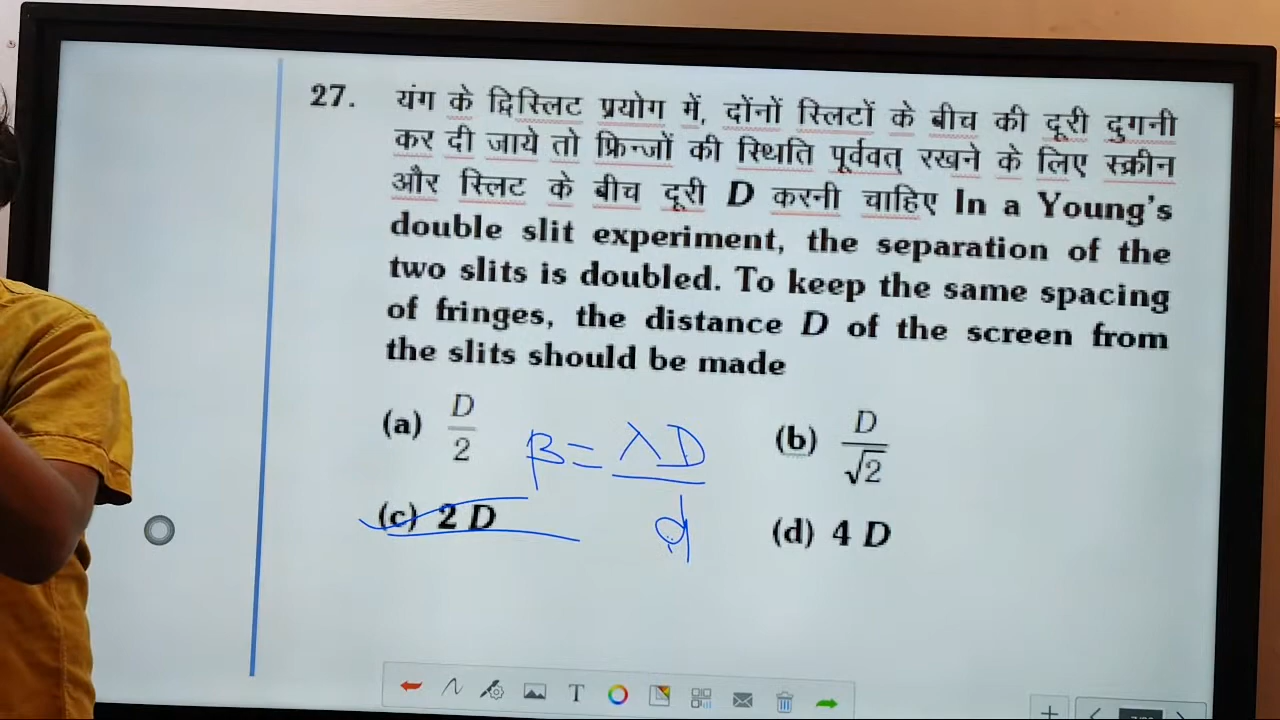 27. यंग के द्विस्लिट प्रयोग में, दोंनों स्लिटों के बीच की दूरी दुगनी
कर दी जाये तो फ्रिन्जों की स्थिति पूर्ववत् रखने के लिए स्क्रीन
और स्लिट के बीच दूरी D करनी चाहिए In a Young's
double slit experiment, the separation of the
two slits is doubled. To keep the same spacing
of fringes, the distance D of the screen from
the slits should be made
(a) D/2 (b) D/√2
β = λD/d
(c) 2 D (d) 4 D
T